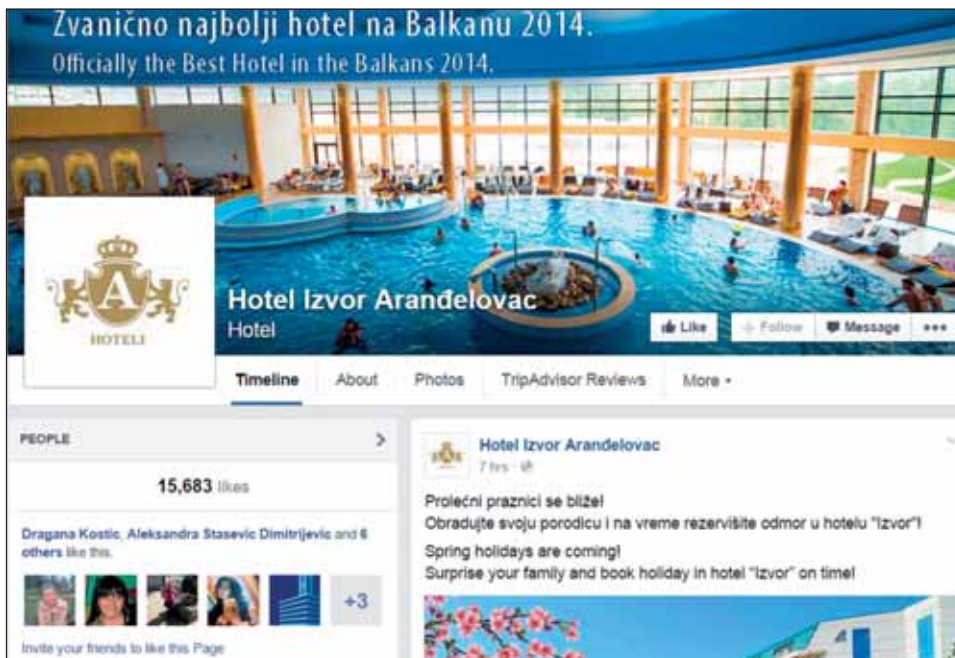 Zvanično najbolji hotel na Balkanu 2014.
Officially the Best Hotel in the Balkans 2014.
A
HOTELI
Hotel Izvor Aranđelovac
Hotel
Like
+ Follow
Message
Timeline
About
Photos
TripAdvisor Reviews
More
PEOPLE
15,683 likes
Dragana Kostic, Aleksandra Stasevic Dimitrijevic and 6
others like this.
+3
Invite your friends to like this Page
Hotel Izvor Aranđelovac
7 hrs
Prolećni praznici se bliže!
Obradujte svoju porodicu i na vreme rezervišite odmor u hotelu "Izvor"!
Spring holidays are coming!
Surprise your family and book holiday in hotel "Izvor" on time!